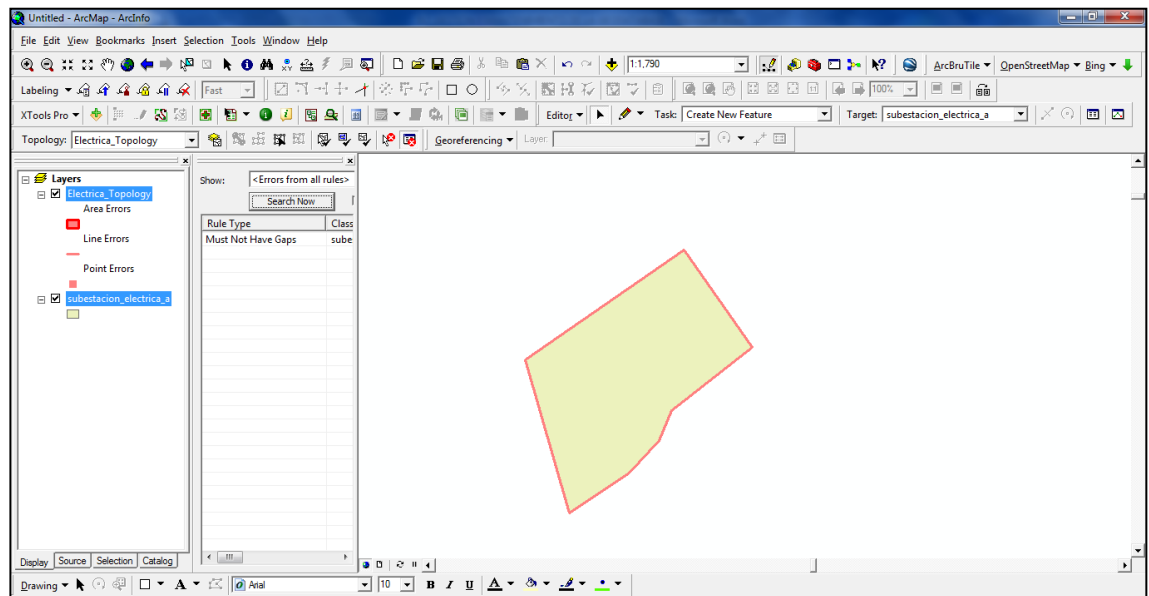 Untitled - ArcMap - ArcInfo
File Edit View Bookmarks Insert Selection Tools Window Help
1:1,790 ArcBruTile OpenStreetMap Bing
Labeling Fast 100%
XTools Pro Editor Task: Create New Feature Target: subestacion_electrica_a
Topology: Electrica_Topology Georeferencing Layer:
Layers
Electrica_Topology
Area Errors
Line Errors
Point Errors
subestacion_electrica_a
Show: <Errors from all rules>
Search Now
Rule Type Class
Must Not Have Gaps sube
Display Source Selection Catalog
Drawing A Arial 10 B I U A